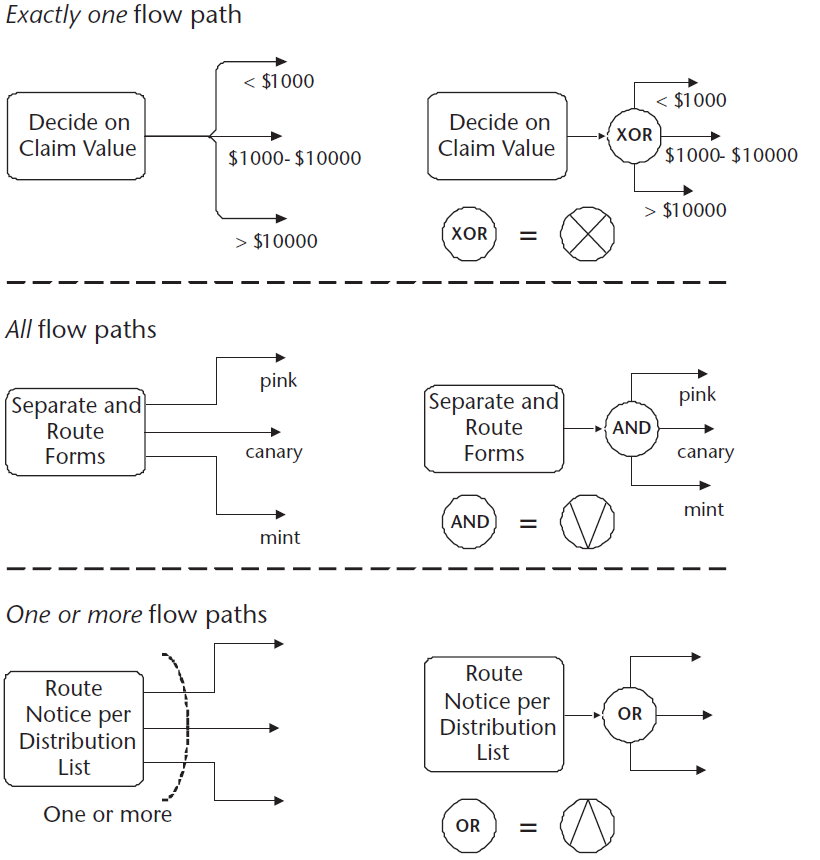 Exactly one flow path
Decide on
Claim Value
< $1000
$1000- $10000
> $10000
Decide on
Claim Value
XOR
< $1000
$1000- $10000
> $10000
XOR =
All flow paths
Separate and
Route
Forms
pink
canary
mint
Separate and
Route
Forms
AND
pink
canary
mint
AND =
One or more flow paths
Route
Notice per
Distribution
List
One or more
Route
Notice per
Distribution
List
OR
OR =